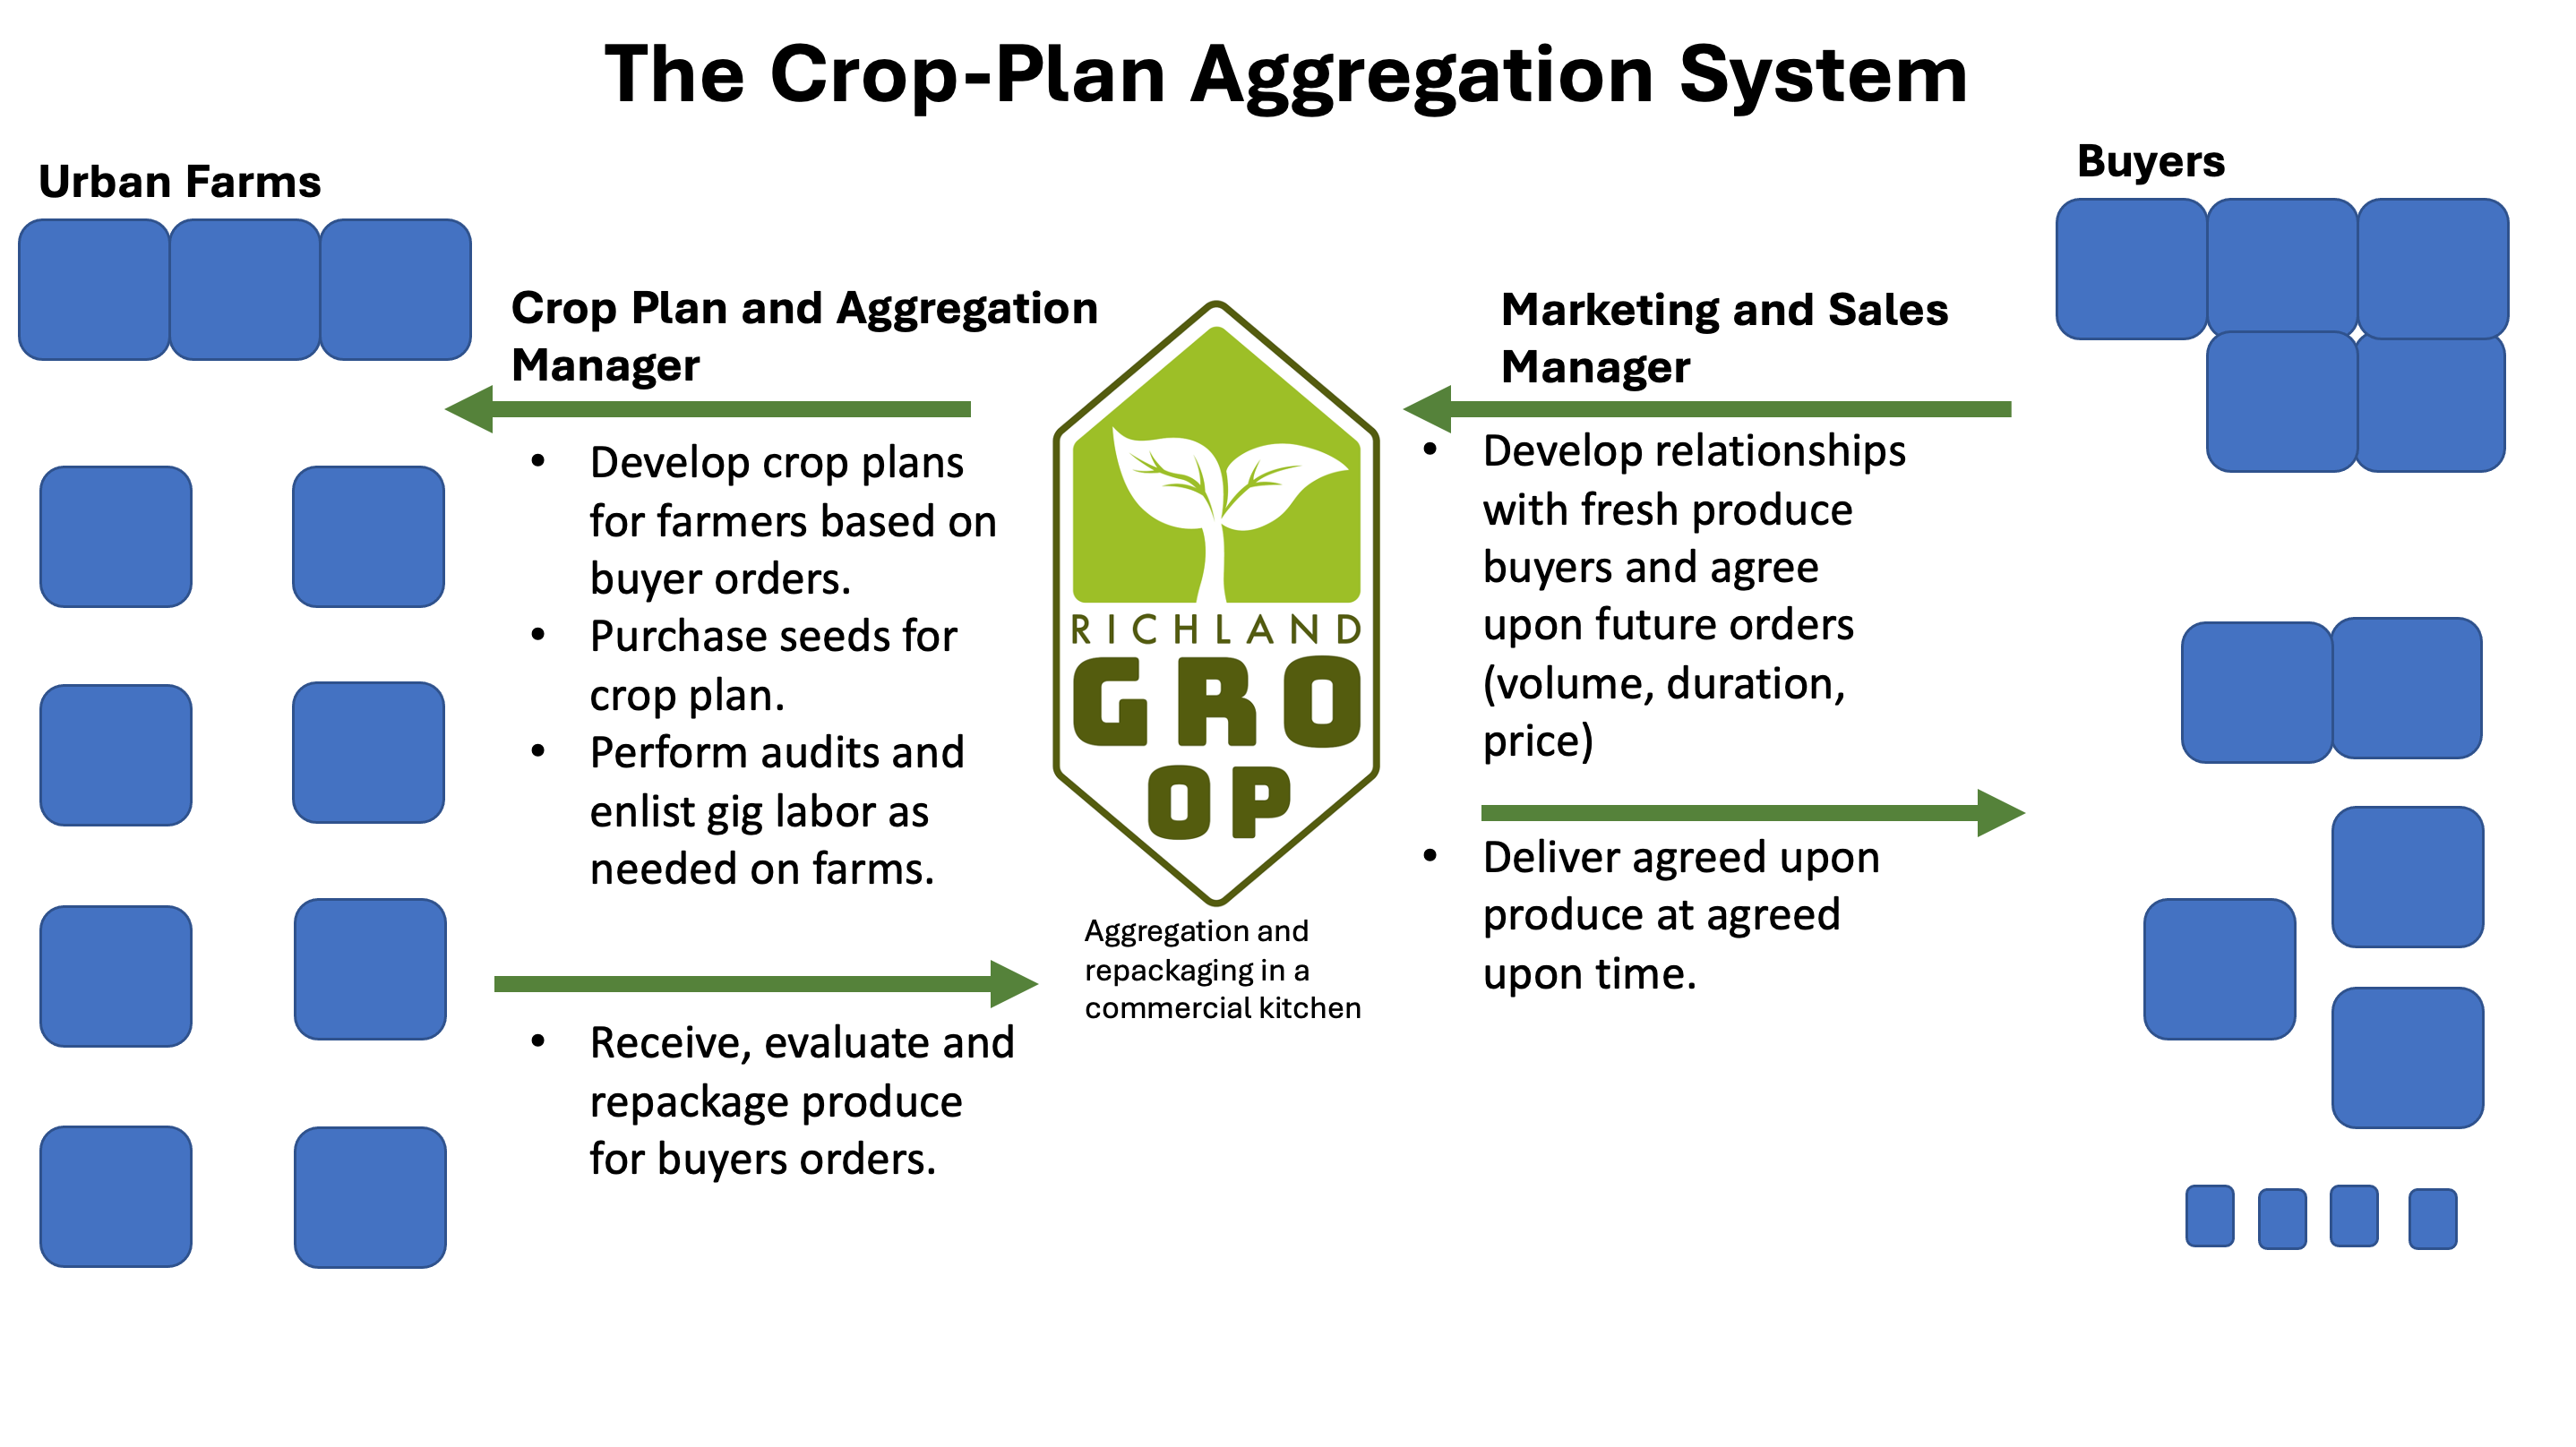 The Crop-Plan Aggregation System
Urban Farms
Buyers
Crop Plan and Aggregation
Manager
• Develop crop plans
for farmers based on
buyer orders.
• Purchase seeds for
crop plan.
• Perform audits and
enlist gig labor as
needed on farms.
• Receive, evaluate and
repackage produce
for buyers orders.
RICHLAND
GRO
OP
Aggregation and
repackaging in a
commercial kitchen
Marketing and Sales
Manager
• Develop relationships
with fresh produce
buyers and agree
upon future orders
(volume, duration,
price)
• Deliver agreed upon
produce at agreed
upon time.